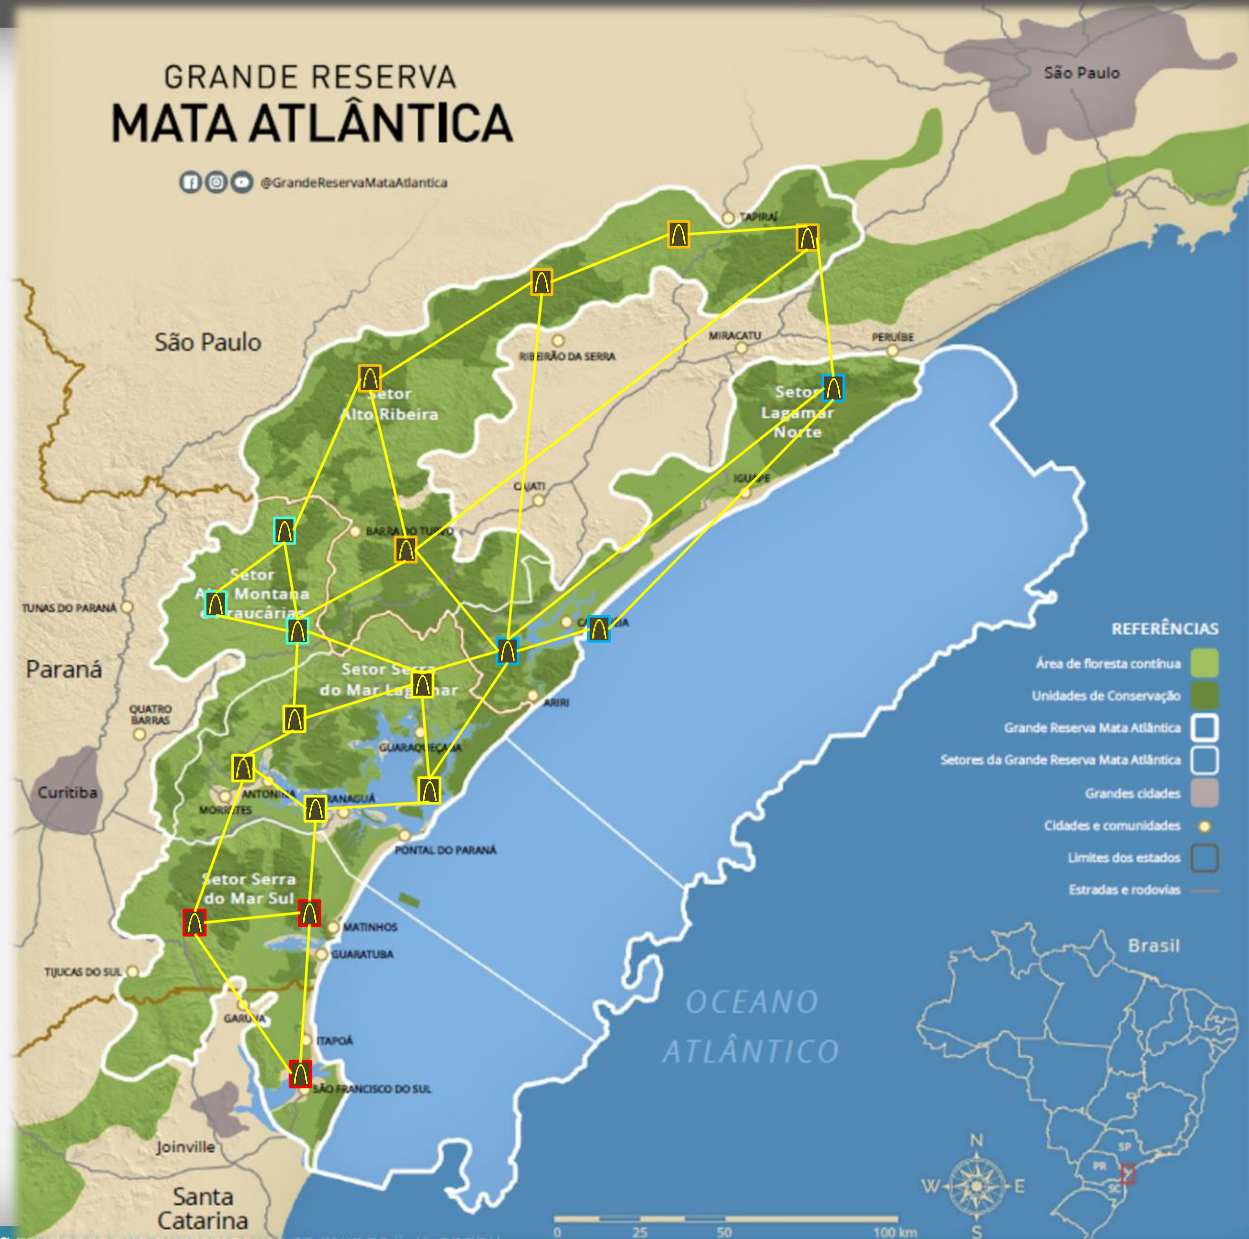 GRANDE RESERVA
MATA ATLÂNTICA
@GrandeReservaMataAtlantica
São Paulo
TAPIRAÍ
São Paulo
MIRACATU
PERUÍBE
RIBEIRÃO DA SERRA
Setor
Alto Ribeira
Setor
Lagamar
Norte
IGUAPE
CAJATI
BARRA DO TURVO
Setor
Montana
TUNAS DO PARANÁ
Paraná
Setor Serra
do Mar Lagamar
ARIRI
QUATRO
BARRAS
GUARAQUEÇABA
Curitiba
ANTONINA
MORRETES
PONTAL DO PARANÁ
Setor Serra
do Mar Sul
MATINHOS
GUARATUBA
TIJUCAS DO SUL
GARUVA
ITAPOÁ
SÃO FRANCISCO DO SUL
Joinville
Santa
Catarina
OCEANO
ATLÂNTICO
REFERÊNCIAS
Área de floresta contínua
Unidades de Conservação
Grande Reserva Mata Atlântica
Setores da Grande Reserva Mata Atlântica
Grandes cidades
Cidades e comunidades
Limites dos estados
Estradas e rodovias
Brasil
SP
PR
SC
N
W E
S
0 25 50 100 km